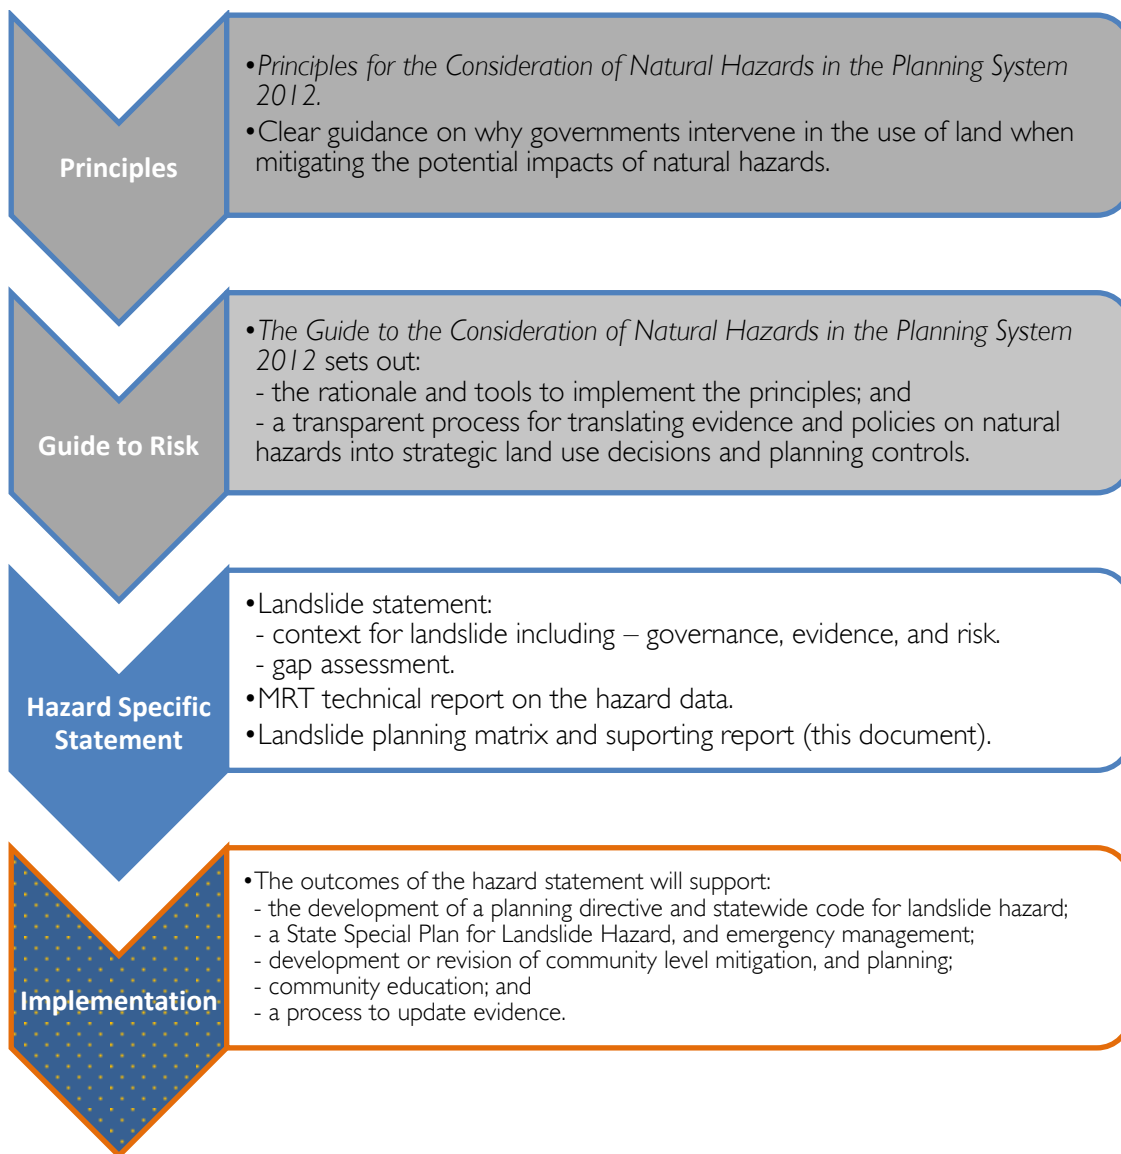 Principles
•Principles for the Consideration of Natural Hazards in the Planning System
2012.
•Clear guidance on why governments intervene in the use of land when
mitigating the potential impacts of natural hazards.
Guide to Risk
•The Guide to the Consideration of Natural Hazards in the Planning System
2012 sets out:
- the rationale and tools to implement the principles; and
- a transparent process for translating evidence and policies on natural
hazards into strategic land use decisions and planning controls.
Hazard Specific
Statement
•Landslide statement:
- context for landslide including – governance, evidence, and risk.
- gap assessment.
•MRT technical report on the hazard data.
•Landslide planning matrix and suporting report (this document).
Implementation
•The outcomes of the hazard statement will support:
- the development of a planning directive and statewide code for landslide hazard;
- a State Special Plan for Landslide Hazard, and emergency management;
- development or revision of community level mitigation, and planning;
- community education; and
- a process to update evidence.